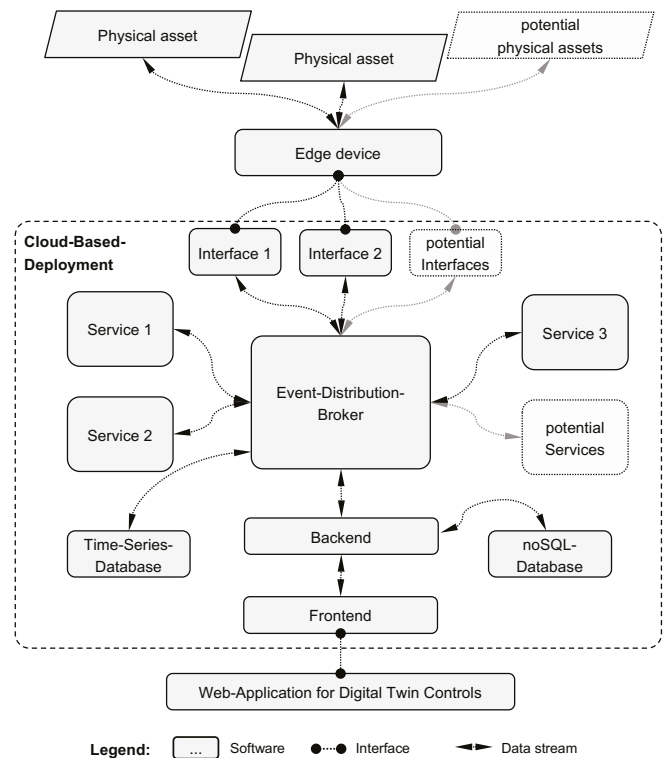 Physical asset
Physical asset
potential
physical assets
Edge device
Cloud-Based-
Deployment
Interface 1
Interface 2
potential
Interfaces
Service 1
Service 2
Event-Distribution-
Broker
Service 3
potential
Services
Time-Series-
Database
Backend
noSQL-
Database
Frontend
Web-Application for Digital Twin Controls
Legend: ... Software Interface Data stream